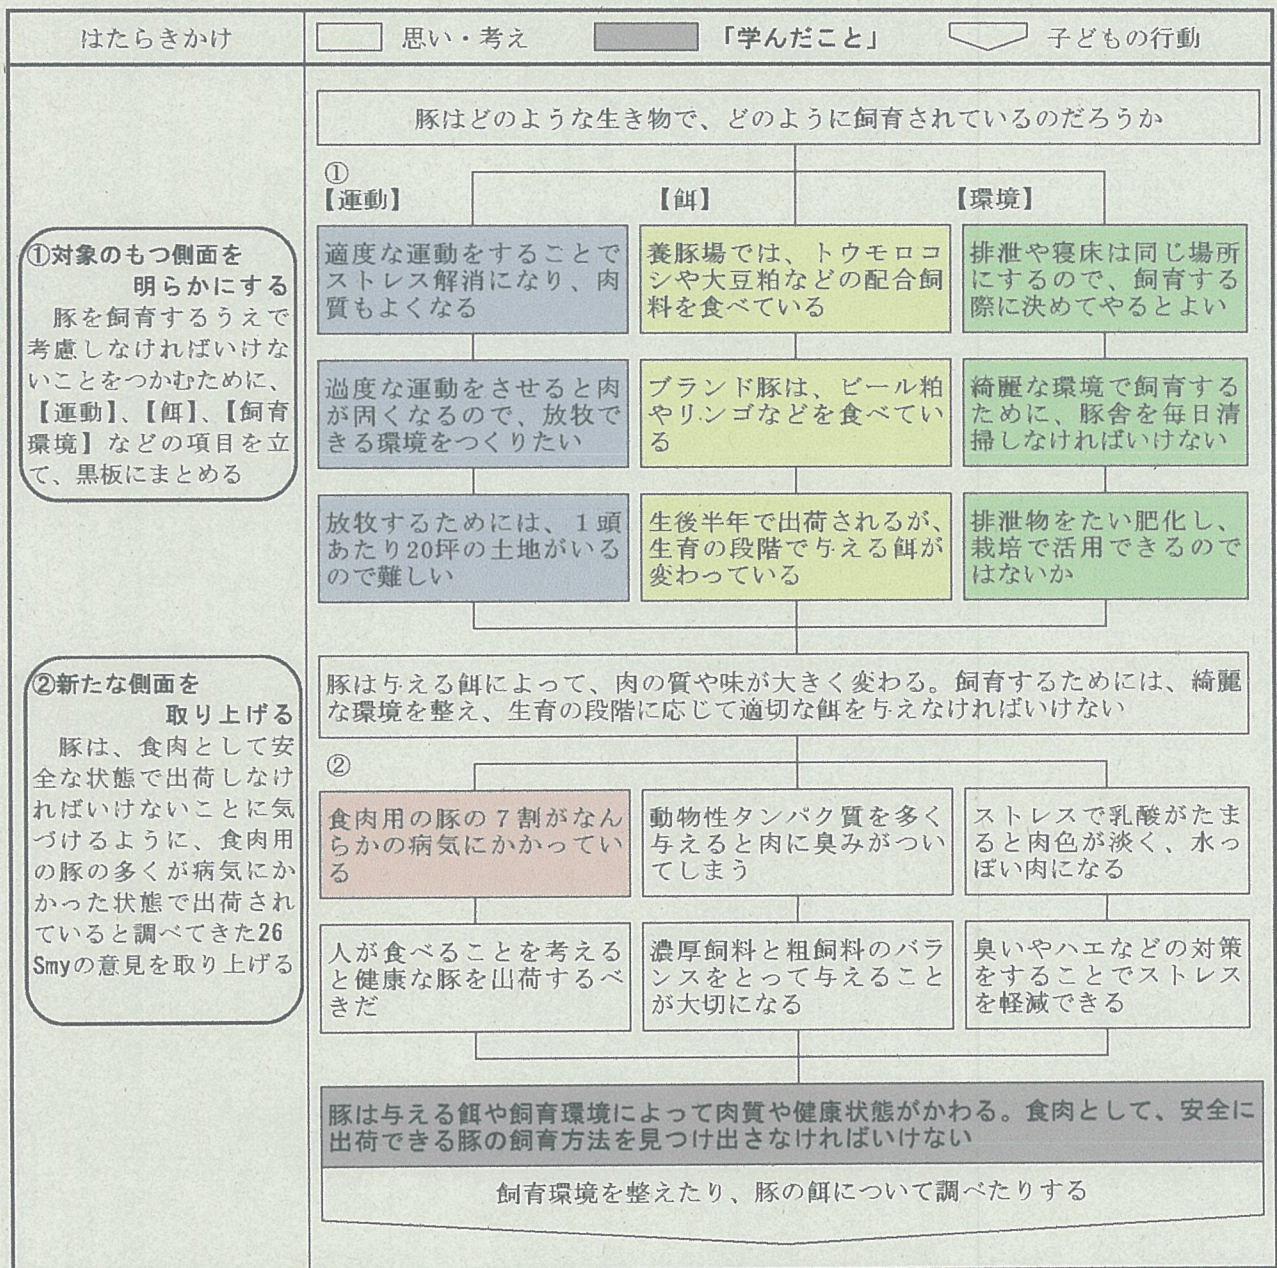 はたらきかけ
思い・考え
「学んだこと」
子どもの行動
豚はどのような生き物で、どのように飼育されているのだろうか
①対象のもつ側面を
明らかにする
豚を飼育するうえで
考慮しなければいけな
いことをつかむために、
【運動】、【餌】、【飼育
環境】などの項目を立
て、黒板にまとめる
①
【運動】
【餌】
【環境】
適度な運動をすることで
ストレス解消になり、肉
質もよくなる
養豚場では、トウモロコ
シや大豆粕などの配合飼
料を食べている
排泄や寝床は同じ場所
にするので、飼育する
際に決めてやるとよい
過度な運動をさせると肉
が固くなるので、放牧で
きる環境をつくりたい
ブランド豚は、ビール粕
やリンゴなどを食べてい
る
綺麗な環境で飼育する
ために、豚舎を毎日清
掃しなければいけない
放牧するためには、1頭
あたり20坪の土地がいる
ので難しい
生後半年で出荷されるが、
生育の段階で与える餌が
変わっている
排泄物をたい肥化し、
栽培で活用できるので
はないか
豚は与える餌によって、肉の質や味が大きく変わる。飼育するためには、綺麗
な環境を整え、生育の段階に応じて適切な餌を与えなければいけない
②新たな側面を
取り上げる
豚は、食肉として安
全な状態で出荷しなけ
ればいけないことに気
づけるように、食肉用
の豚の多くが病気にか
かった状態で出荷され
ていると調べてきた26
Smyの意見を取り上げる
②
食肉用の豚の7割がなん
らかの病気にかかってい
る
動物性タンパク質を多く
与えると肉に臭みがつい
てしまう
ストレスで乳酸がたま
ると肉色が淡く、水っ
ぽい肉になる
人が食べることを考える
と健康な豚を出荷するべ
きだ
濃厚飼料と粗飼料のバラ
ンスをとって与えること
が大切になる
臭いやハエなどの対策
をすることでストレス
を軽減できる
豚は与える餌や飼育環境によって肉質や健康状態がかわる。食肉として、安全に
出荷できる豚の飼育方法を見つけ出さなければいけない
飼育環境を整えたり、豚の餌について調べたりする